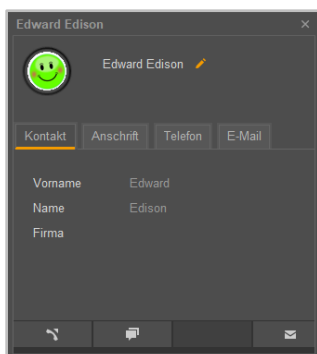 Edward Edison
Edward Edison
Kontakt Anschrift Telefon E-Mail
Vorname Edward
Name Edison
Firma